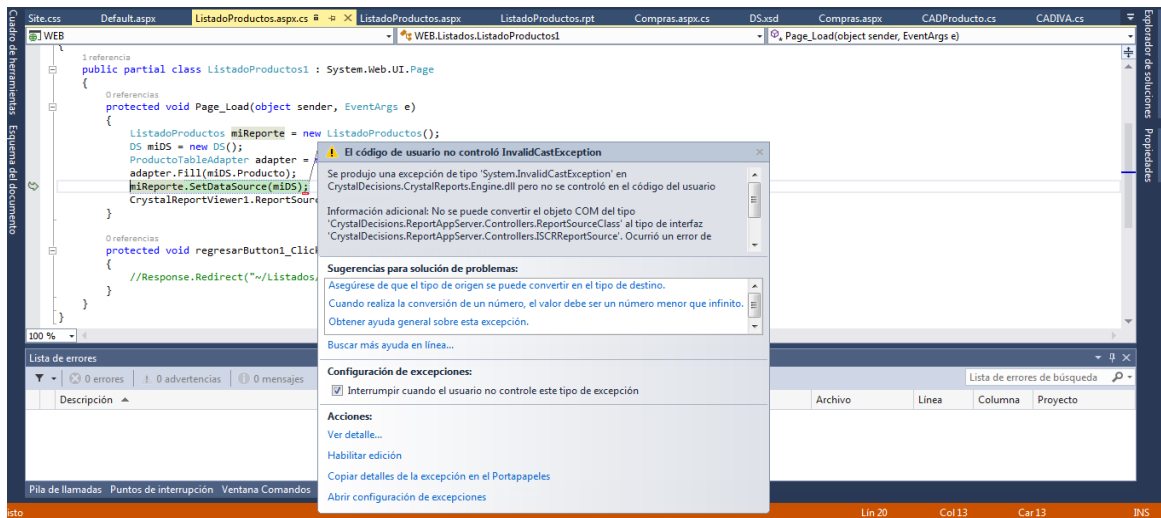 Site.css Default.aspx ListadoProductos.aspx.cs ListadoProductos.aspx ListadoProductos.rpt Compras.aspx.cs DS.xsd Compras.aspx CADProducto.cs CADIVA.cs
WEB WEB.Listados.ListadoProductos1 Page_Load(object sender, EventArgs e)
Cuadro de herramientas Esquema del documento
Explorador de soluciones Propiedades
1 referencia
public partial class ListadoProductos1 : System.Web.UI.Page
{
0 referencias
protected void Page_Load(object sender, EventArgs e)
{
ListadoProductos miReporte = new ListadoProductos();
DS miDS = new DS();
ProductoTableAdapter adapter =
adapter.Fill(miDS.Producto);
miReporte.SetDataSource(miDS);
CrystalReportViewer1.ReportSour
}
0 referencias
protected void regresarButton1_Click
{
//Response.Redirect("~/Listados/
}
}
}
100 %
El código de usuario no controló InvalidCastException
Se produjo una excepción de tipo 'System.InvalidCastException' en
CrystalDecisions.CrystalReports.Engine.dll pero no se controló en el código del usuario
Información adicional: No se puede convertir el objeto COM del tipo
'CrystalDecisions.ReportAppServer.Controllers.ReportSourceClass' al tipo de interfaz
'CrystalDecisions.ReportAppServer.Controllers.ISCRReportSource'. Ocurrió un error de
Sugerencias para solución de problemas:
Asegúrese de que el tipo de origen se puede convertir en el tipo de destino.
Cuando realiza la conversión de un número, el valor debe ser un número menor que infinito.
Obtener ayuda general sobre esta excepción.
Buscar más ayuda en línea...
Configuración de excepciones:
Interrumpir cuando el usuario no controle este tipo de excepción
Acciones:
Ver detalle...
Habilitar edición
Copiar detalles de la excepción en el Portapapeles
Abrir configuración de excepciones
Lista de errores
0 errores 0 advertencias 0 mensajes Lista de errores de búsqueda
Descripción Archivo Línea Columna Proyecto
Pila de llamadas Puntos de interrupción Ventana Comandos
isto Lín 20 Col 13 Car 13 INS